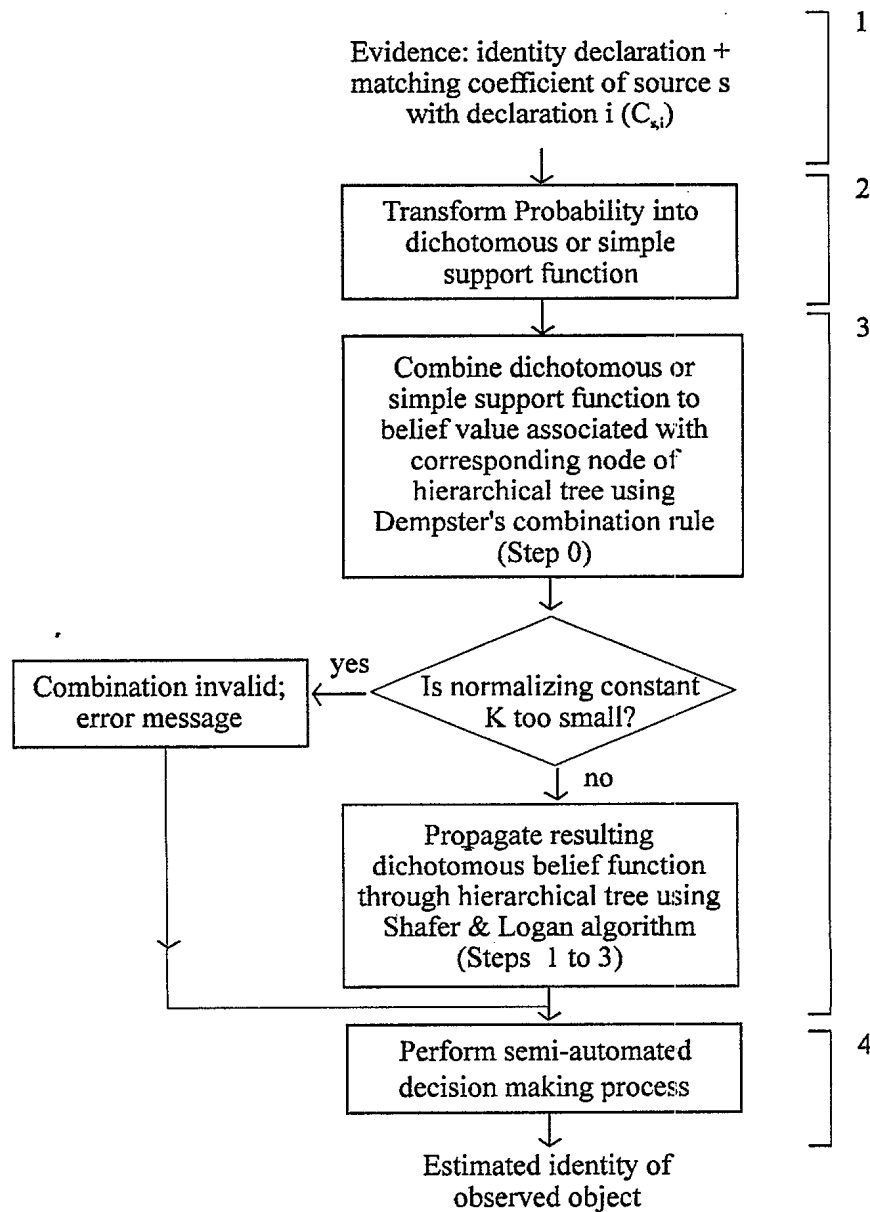 1
Evidence: identity declaration +
matching coefficient of source s
with declaration i (Cs,i)
2
Transform Probability into
dichotomous or simple
support function
3
Combine dichotomous or
simple support function to
belief value associated with
corresponding node of
hierarchical tree using
Dempster's combination rule
(Step 0)
yes
Combination invalid;
error message
Is normalizing constant
K too small?
no
Propagate resulting
dichotomous belief function
through hierarchical tree using
Shafer & Logan algorithm
(Steps 1 to 3)
4
Perform semi-automated
decision making process
Estimated identity of
observed object